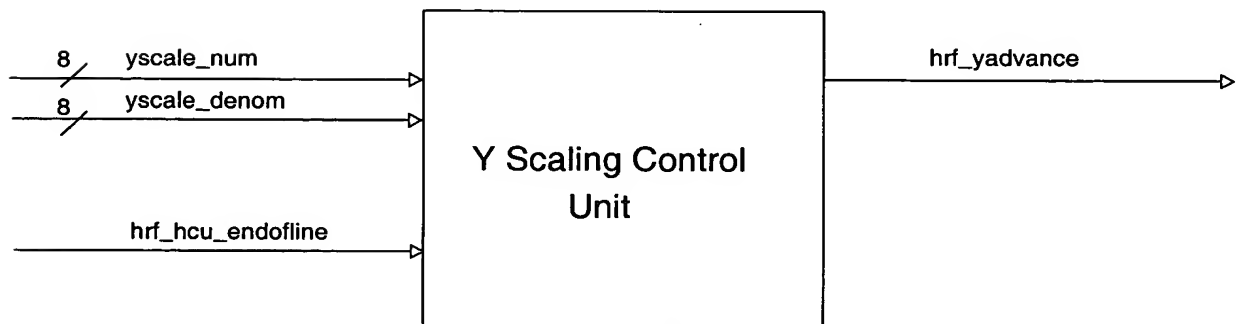 8 yscale_num
8 yscale_denom
hrf_hcu_endofline
Y Scaling Control
Unit
hrf_yadvance